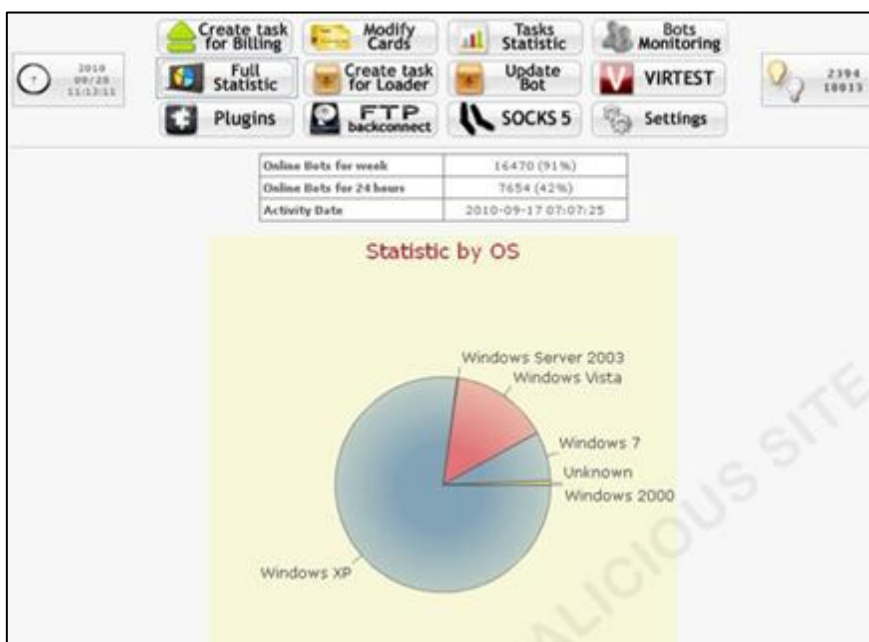 Create task
for Billing
Modify
Cards
Tasks
Statistic
Bots
Monitoring
2010
09/28
11:13:11
Full
Statistic
Create task
for Loader
Update
Bot
VIRTEST
2394
18013
Plugins
FTP
backconnect
SOCKS 5
Settings
Online Bots for week 16470 (91%)
Online Bots for 24 hours 7654 (42%)
Activity Date 2010-09-17 07:07:25
Statistic by OS
Windows Server 2003
Windows Vista
Windows 7
Unknown
Windows 2000
Windows XP
ALICIOUS SITE